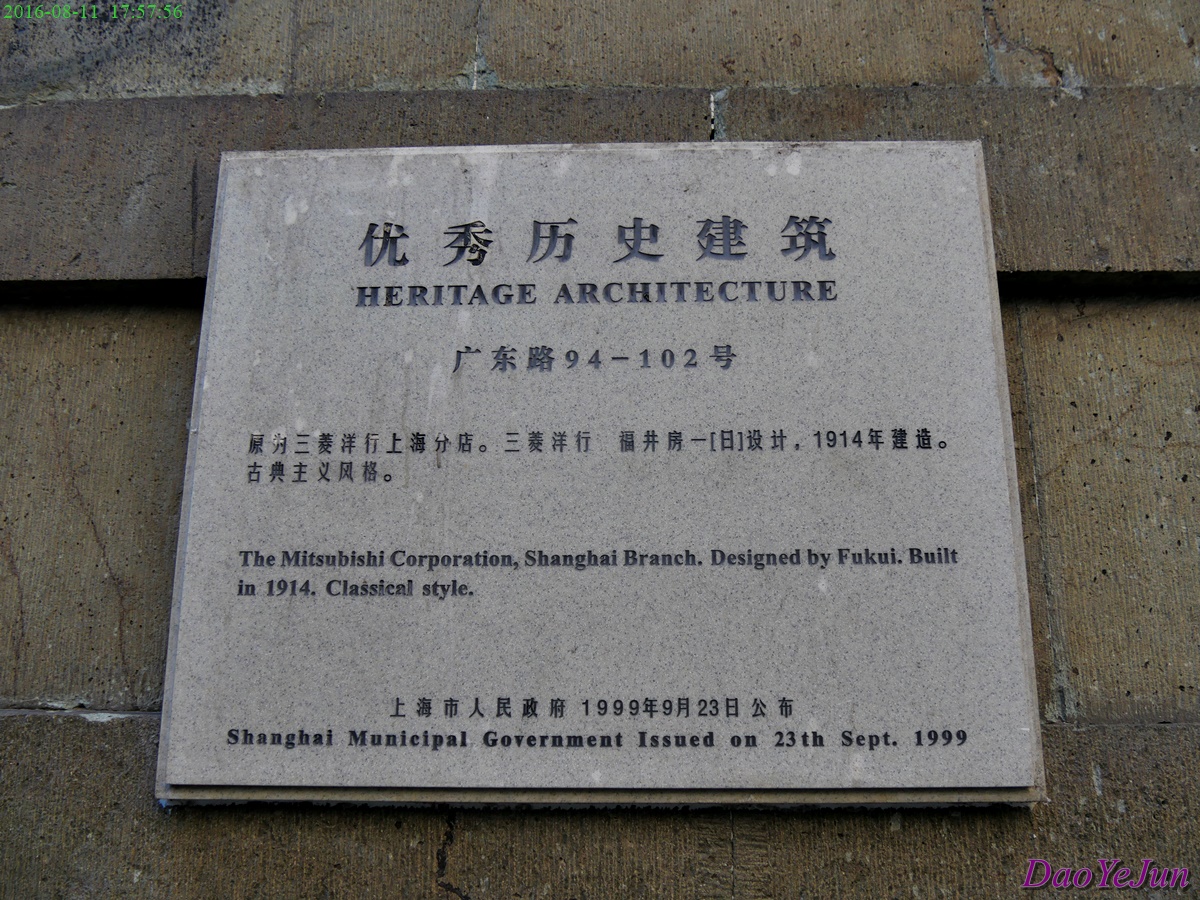 2016-08-11 17:57:56
优秀历史建筑
HERITAGE ARCHITECTURE
广东路94-102号
原为三菱洋行上海分店。三菱洋行 福井房一[日]设计，1914年建造。
古典主义风格。
The Mitsubishi Corporation, Shanghai Branch. Designed by Fukui. Built
in 1914. Classical style.
上海市人民政府 1999年9月23日公布
Shanghai Municipal Government Issued on 23th Sept. 1999
DaoYeJun